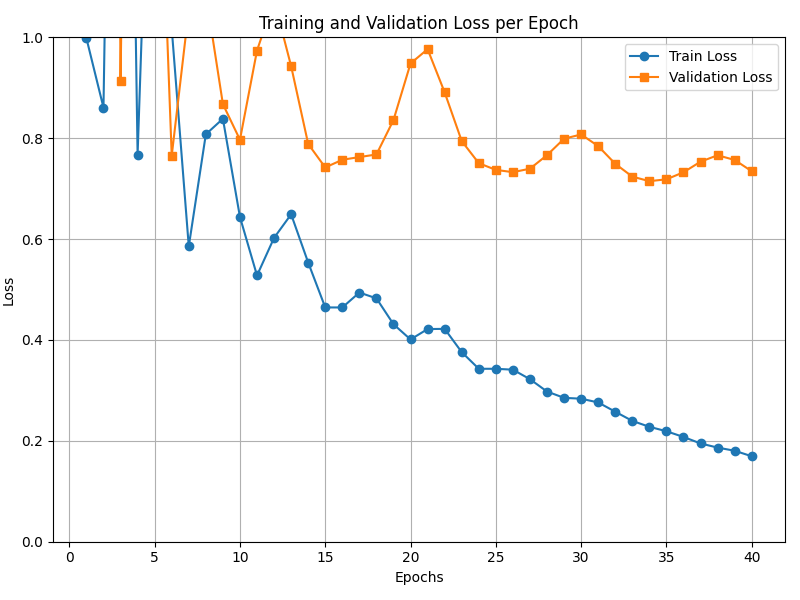 Training and Validation Loss per Epoch
Train Loss
Validation Loss
Loss
1.0
0.8
0.6
0.4
0.2
0.0
0 5 10 15 20 25 30 35 40
Epochs